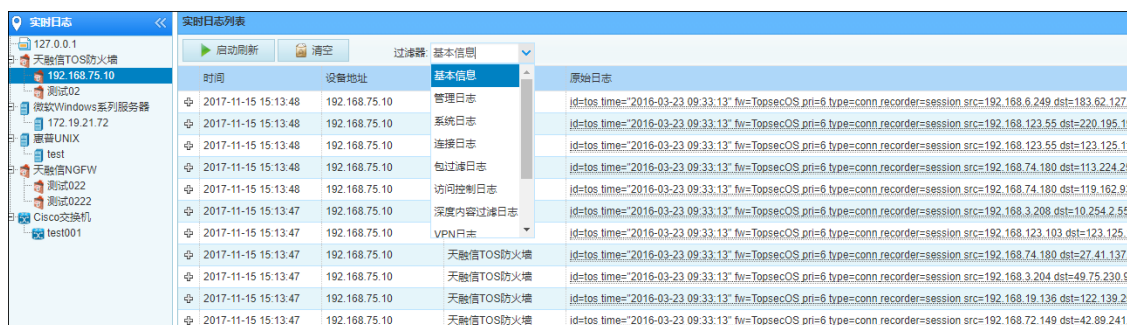 实时日志
127.0.0.1
天融信TOS防火墙
192.168.75.10
测试02
微软Windows系列服务器
172.19.21.72
惠普UNIX
test
天融信NGFW
测试022
测试0222
Cisco交换机
test001
实时日志列表
启动刷新 清空 过滤器: 基本信息
基本信息
管理日志
系统日志
连接日志
包过滤日志
访问控制日志
深度内容过滤日志
VPN日志
时间 设备地址 原始日志
2017-11-15 15:13:48 192.168.75.10 id=tos time="2016-03-23 09:33:13" fw=TopsecOS pri=6 type=conn recorder=session src=192.168.6.249 dst=183.62.127
2017-11-15 15:13:48 192.168.75.10 id=tos time="2016-03-23 09:33:13" fw=TopsecOS pri=6 type=conn recorder=session src=192.168.123.55 dst=220.195.1
2017-11-15 15:13:48 192.168.75.10 id=tos time="2016-03-23 09:33:13" fw=TopsecOS pri=6 type=conn recorder=session src=192.168.123.55 dst=123.125.1
2017-11-15 15:13:48 192.168.75.10 id=tos time="2016-03-23 09:33:13" fw=TopsecOS pri=6 type=conn recorder=session src=192.168.74.180 dst=113.224.2
2017-11-15 15:13:48 192.168.75.10 id=tos time="2016-03-23 09:33:13" fw=TopsecOS pri=6 type=conn recorder=session src=192.168.74.180 dst=119.162.9
2017-11-15 15:13:47 192.168.75.10 id=tos time="2016-03-23 09:33:13" fw=TopsecOS pri=6 type=conn recorder=session src=192.168.3.208 dst=10.254.2.55
2017-11-15 15:13:47 192.168.75.10 id=tos time="2016-03-23 09:33:13" fw=TopsecOS pri=6 type=conn recorder=session src=192.168.123.103 dst=123.125.
2017-11-15 15:13:47 192.168.75.10 天融信TOS防火墙 id=tos time="2016-03-23 09:33:13" fw=TopsecOS pri=6 type=conn recorder=session src=192.168.74.180 dst=27.41.137
2017-11-15 15:13:47 192.168.75.10 天融信TOS防火墙 id=tos time="2016-03-23 09:33:13" fw=TopsecOS pri=6 type=conn recorder=session src=192.168.3.204 dst=49.75.230.9
2017-11-15 15:13:47 192.168.75.10 天融信TOS防火墙 id=tos time="2016-03-23 09:33:13" fw=TopsecOS pri=6 type=conn recorder=session src=192.168.19.136 dst=122.139.2
2017-11-15 15:13:47 192.168.75.10 天融信TOS防火墙 id=tos time="2016-03-23 09:33:13" fw=TopsecOS pri=6 type=conn recorder=session src=192.168.72.149 dst=42.89.241